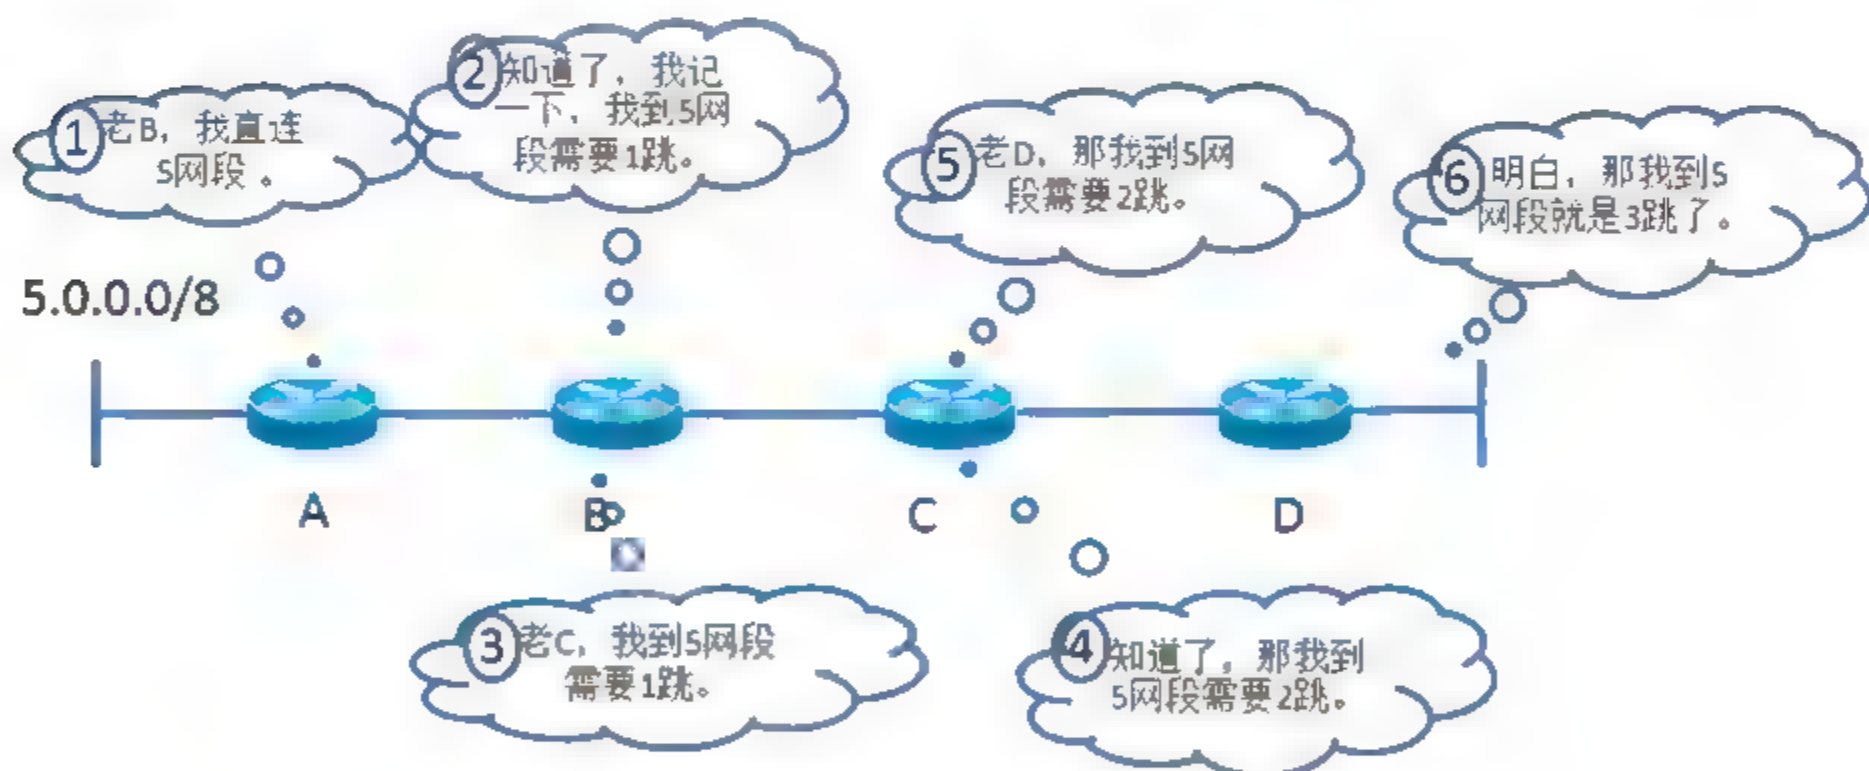 ① 老B，我直连
5网段 。
② 知道了，我记
一下，我到5网
段需要1跳。
⑤ 老D，那我到5网
段需要2跳。
⑥ 明白，那我到5
网段就是3跳了。
5.0.0.0/8
A
B
C
D
③ 老C，我到5网段
需要1跳。
④ 知道了，那我到
5网段需要2跳。